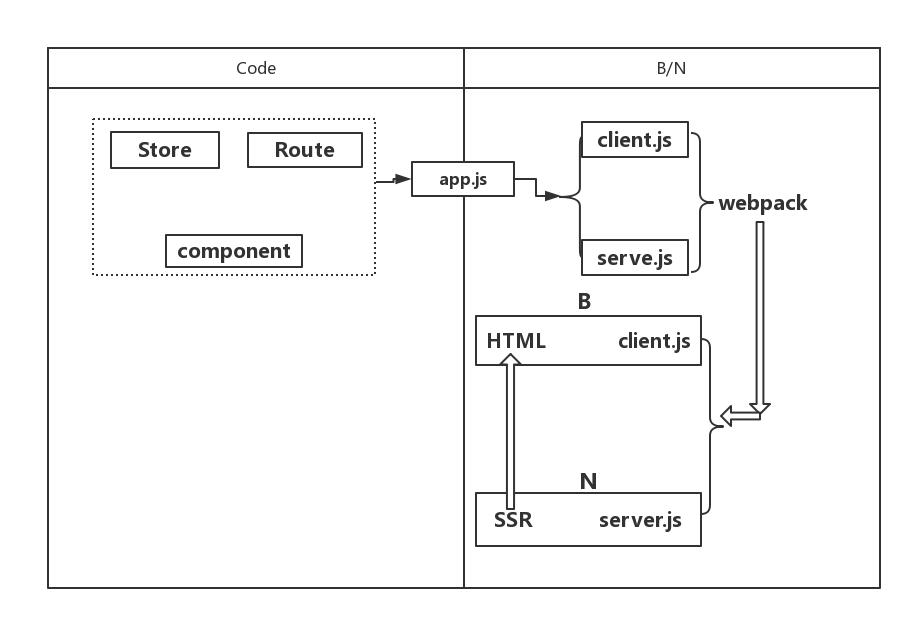 Code
B/N
Store
Route
component
app.js
client.js
serve.js
webpack
B
HTML
client.js
N
SSR
server.js